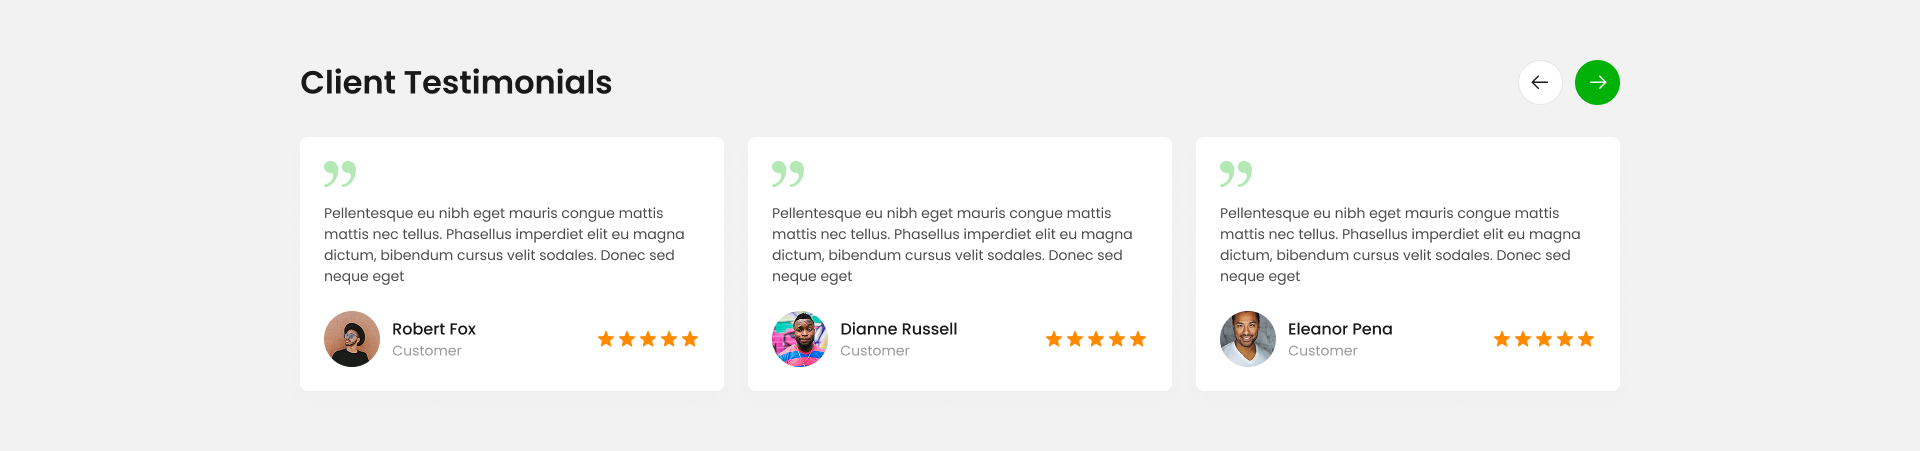 Client Testimonials
Pellentesque eu nibh eget mauris congue mattis
mattis nec tellus. Phasellus imperdiet elit eu magna
dictum, bibendum cursus velit sodales. Donec sed
neque eget
Robert Fox
Customer
Pellentesque eu nibh eget mauris congue mattis
mattis nec tellus. Phasellus imperdiet elit eu magna
dictum, bibendum cursus velit sodales. Donec sed
neque eget
Dianne Russell
Customer
Pellentesque eu nibh eget mauris congue mattis
mattis nec tellus. Phasellus imperdiet elit eu magna
dictum, bibendum cursus velit sodales. Donec sed
neque eget
Eleanor Pena
Customer